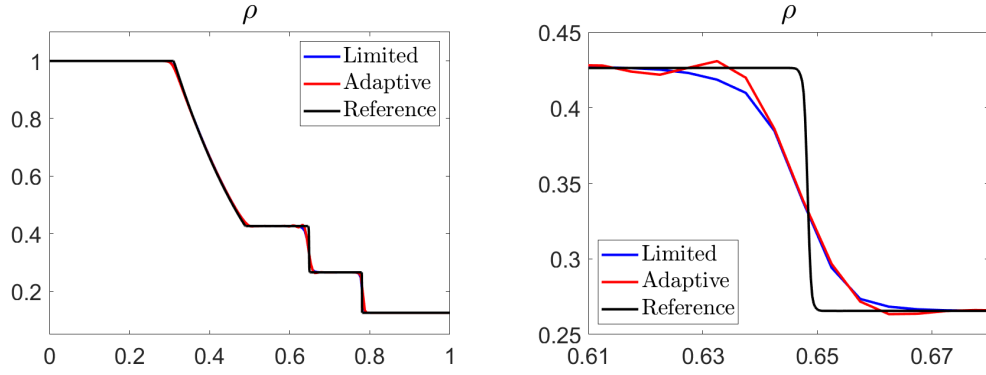 ρ
1
0.8
0.6
0.4
0.2
0 0.2 0.4 0.6 0.8 1
Limited
Adaptive
Reference
ρ
0.45
0.4
0.35
0.3
0.25
0.61 0.63 0.65 0.67
Limited
Adaptive
Reference